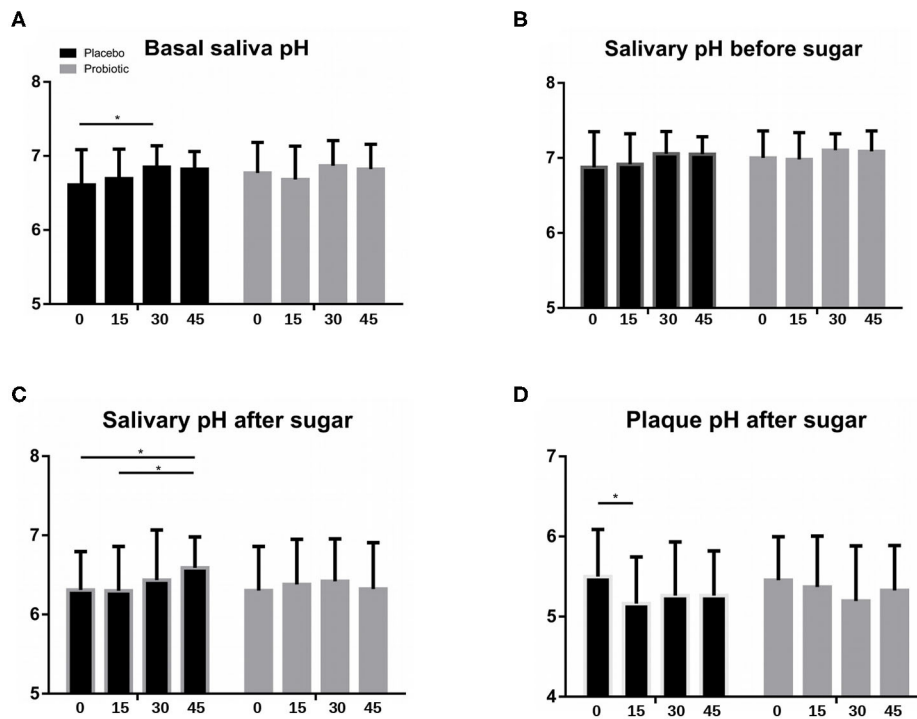 A
Basal saliva pH
Placebo
Probiotic
8
*
7
6
5
0 15 30 45 0 15 30 45
B
Salivary pH before sugar
8
7
6
5
0 15 30 45 0 15 30 45
C
Salivary pH after sugar
8
*
*
7
6
5
0 15 30 45 0 15 30 45
D
Plaque pH after sugar
7
*
6
5
4
0 15 30 45 0 15 30 45